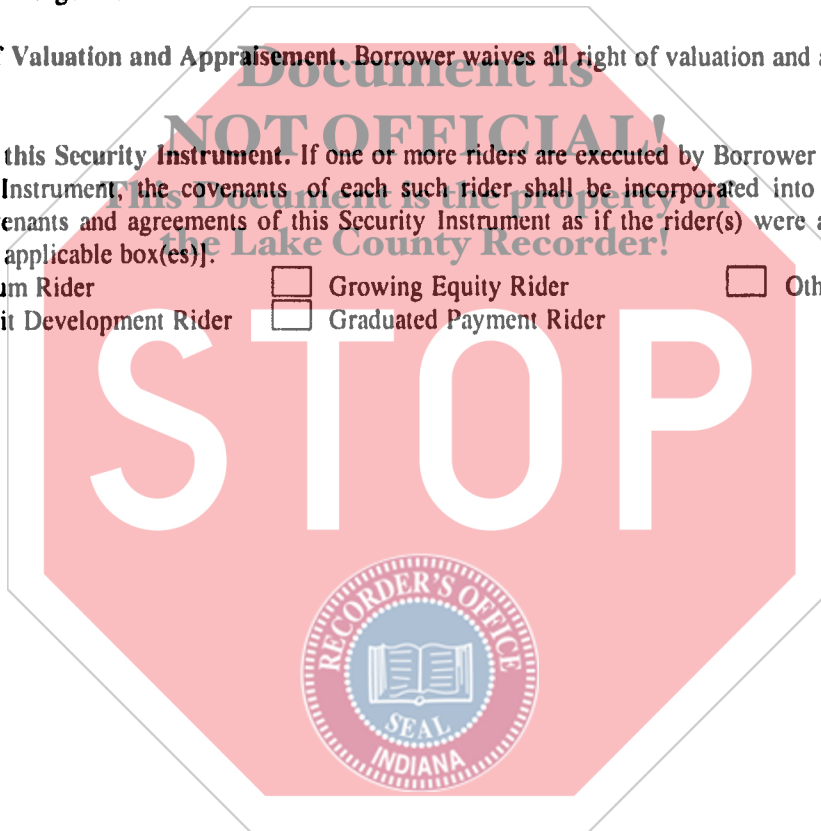 Valuation and Appraisement. Borrower waives all right of valuation and
Document is
NOT OFFICIAL!
this Security Instrument. If one or more riders are executed by Borrower
Instrument, the covenants of each such rider shall be incorporated into
This Document is the property of
enants and agreements of this Security Instrument as if the rider(s) were
the Lake County Recorder!
applicable box(es)].
um Rider
Growing Equity Rider
Oth
it Development Rider
Graduated Payment Rider
STOP
RECORDER'S OFFICE
SEAL
INDIANA